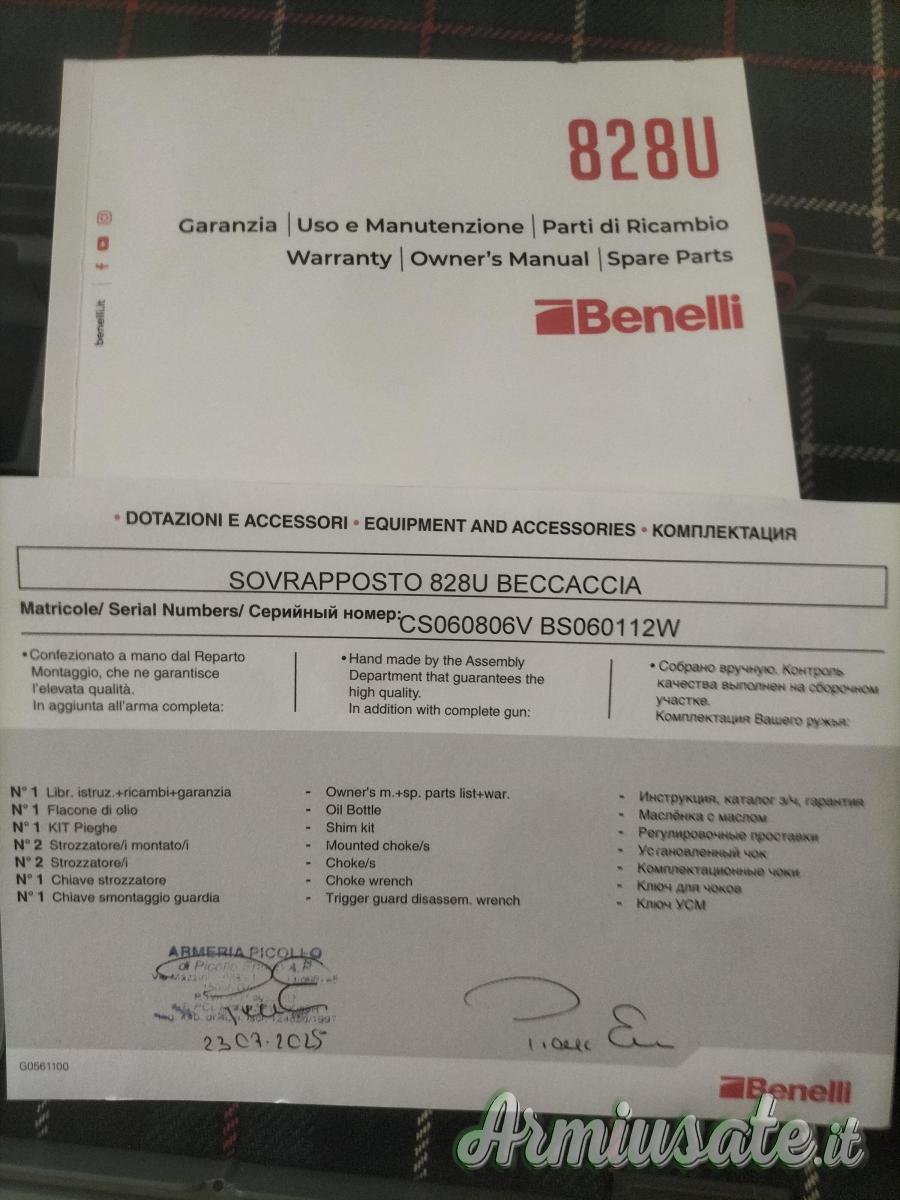 828U
Garanzia | Uso e Manutenzione | Parti di Ricambio
Warranty | Owner's Manual | Spare Parts
Benelli
benelli.it
• DOTAZIONI E ACCESSORI • EQUIPMENT AND ACCESSORIES • КОМПЛЕКТАЦИЯ
SOVRAPPOSTO 828U BECCACCIA
Matricole/ Serial Numbers/ Серийный номер: CS060806V BS060112W
• Confezionato a mano dal Reparto
Montaggio, che ne garantisce
l'elevata qualità.
In aggiunta all'arma completa:
• Hand made by the Assembly
Department that guarantees the
high quality.
In addition with complete gun:
• Собрано вручную. Контроль
качества выполнен на сборочном
участке.
Комплектация Вашего ружья:
N° 1 Libr. istruz.+ricambi+garanzia - Owner's m.+sp. parts list+war. - Инструкция, каталог з/ч, гарантия
N° 1 Flacone di olio - Oil Bottle - Маслёнка с маслом
N° 1 KIT Pieghe - Shim kit - Регулировочные проставки
N° 2 Strozzatore/i montato/i - Mounted choke/s - Установленный чок
N° 2 Strozzatore/i - Choke/s - Комплектационные чоки
N° 1 Chiave strozzatore - Choke wrench - Ключ для чоков
N° 1 Chiave smontaggio guardia - Trigger guard disassem. wrench - Ключ УСМ
ARMERIA PICOLLO
di Picollo
23 07. 2025
G0561100
Benelli
Armiusate.it